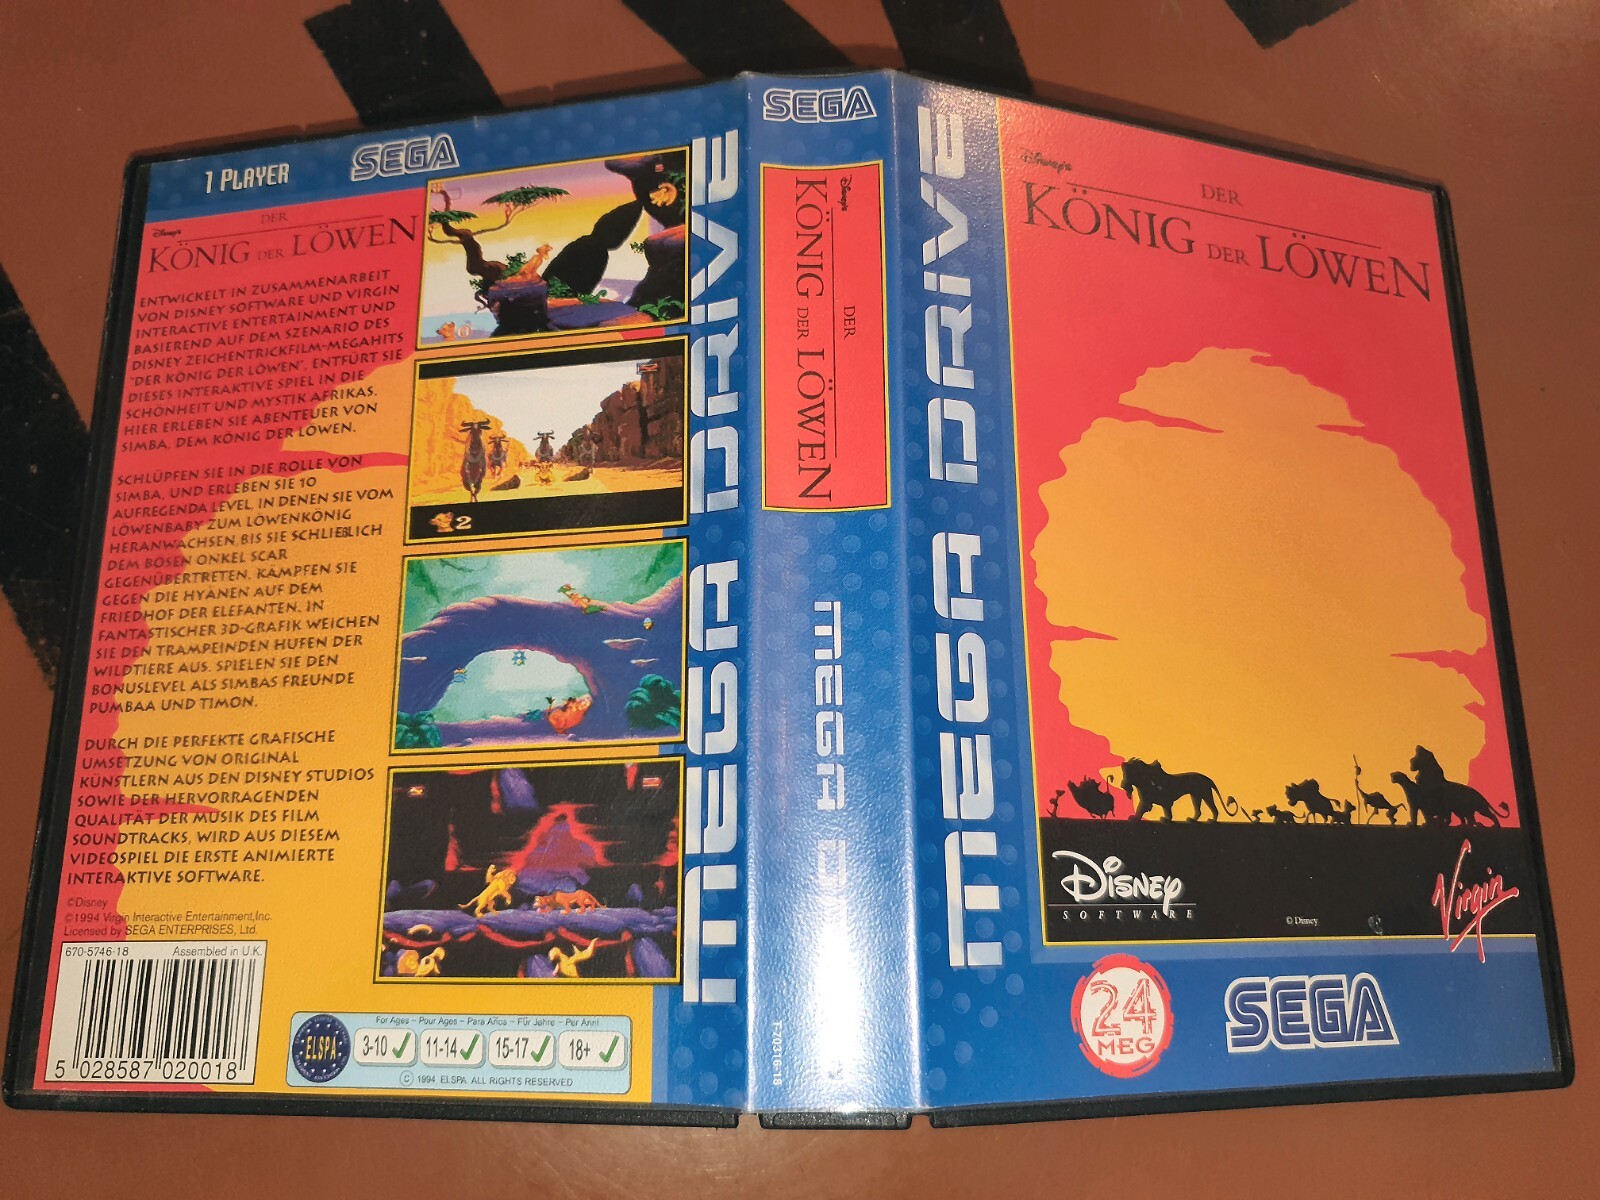 1 PLAYER
SEGA
Disney's
DER
KÖNIG DER LÖWEN
ENTWICKELT IN ZUSAMMENARBEIT
VON DISNEY SOFTWARE UND VIRGIN
INTERACTIVE ENTERTAINMENT UND
BASIEREND AUF DEM SZENARIO DES
DISNEY ZEICHENTRICKFILM-MEGAHITS
"DER KÖNIG DER LÖWEN", ENTFÜRT SIE
DIESES INTERAKTIVE SPIEL IN DIE
SCHÖNHEIT UND MYSTIK AFRIKAS.
HIER ERLEBEN SIE ABENTEUER VON
SIMBA, DEM KÖNIG DER LÖWEN.
SCHLÜPFEN SIE IN DIE ROLLE VON
SIMBA, UND ERLEBEN SIE 10
AUFREGENDA LEVEL, IN DENEN SIE VOM
LÖWENBABY ZUM LÖWENKÖNIG
HERANWACHSEN, BIS SIE SCHLIEBLICH
DEM BÖSEN ONKEL SCAR
GEGENÜBERTRETEN. KÄMPFEN SIE
GEGEN DIE HYÄNEN AUF DEM
FRIEDHOF DER ELEFANTEN. IN
FANTASTISCHER 3D-GRAFIK WEICHEN
SIE DEN TRAMPEINDEN HUFEN DER
WILDTIERE AUS. SPIELEN SIE DEN
BONUSLEVEL ALS SIMBAS FREUNDE
PUMBAA UND TIMON.
DURCH DIE PERFEKTE GRAFISCHE
UMSETZUNG VON ORIGINAL
KÜNSTLERN AUS DEN DISNEY STUDIOS
SOWIE DER HERVORRAGENDEN
QUALITÄT DER MUSIK DES FILM
SOUNDTRACKS, WIRD AUS DIESEM
VIDEOSPIEL DIE ERSTE ANIMIERTE
INTERAKTIVE SOFTWARE.
©Disney
©1994 Virgin Interactive Entertainment,Inc.
Licensed by SEGA ENTERPRISES, Ltd.
670-5746-18 Assembled in U.K.
5 028587 020018
2
ELSPA
For Ages – Pour Ages – Para Años – Für Jahre – Per Anni
3-10 11-14 15-17 18+
© 1994 ELSPA. ALL RIGHTS RESERVED
MEGA DRIVE
SEGA
Disney's
DER
KÖNIG DER LÖWEN
MEGA D
T-70316-18
MEGA DRIVE
Disney's
DER
KÖNIG DER LÖWEN
Disney
SOFTWARE
© Disney
Virgin
24
MEG
SEGA